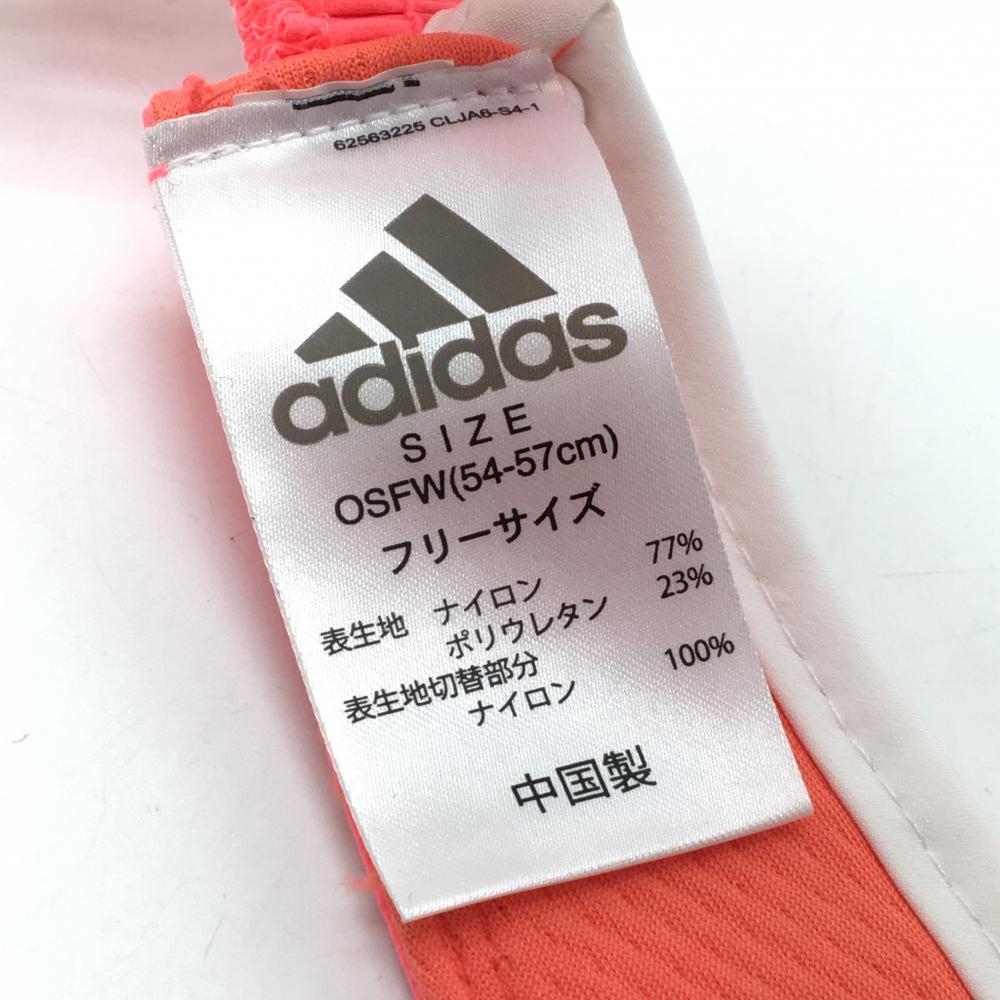 62563225 CLJA6-S4-1
adidas
SIZE
OSFW(54-57cm)
フリーサイズ
表生地 ナイロン 77%
ポリウレタン 23%
表生地切替部分
ナイロン 100%
中国製